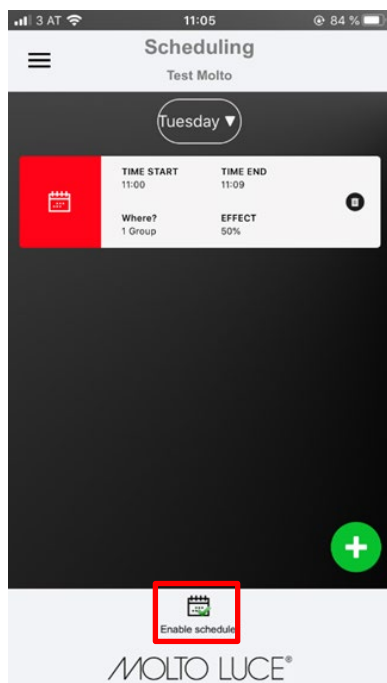 3 AT 11:05 84 %
Scheduling
Test Molto
Tuesday ▼
TIME START TIME END
11:00 11:09
Where? EFFECT
1 Group 50%
Enable schedule
MOLTO LUCE®